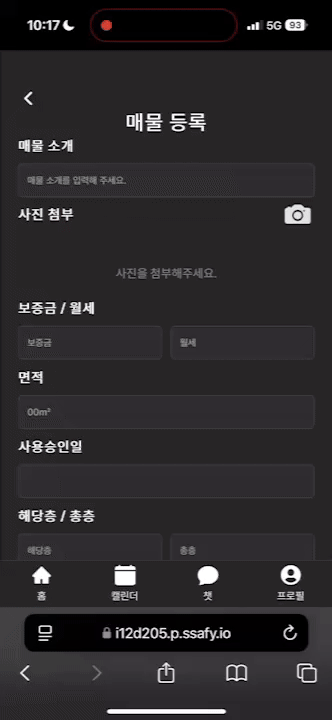 10:17
5G 93
매물 등록
매물 소개
매물 소개를 입력해 주세요.
사진 첨부
사진을 첨부해주세요.
보증금 / 월세
보증금 월세
면적
00m²
사용승인일
해당층 / 총층
해당층 총층
홈 캘린더 챗 프로필
i12d205.p.ssafy.io